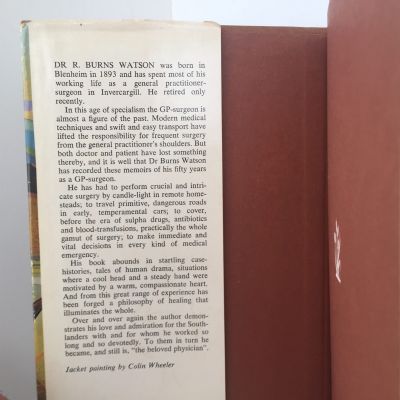 DR R. BURNS WATSON was born in
Blenheim in 1893 and has spent most of his
working life as a general practitioner-
surgeon in Invercargill. He retired only
recently.
In this age of specialism the GP-surgeon is
almost a figure of the past. Modern medical
techniques and swift and easy transport have
lifted the responsibility for frequent surgery
from the general practitioner's shoulders. But
both doctor and patient have lost something
thereby, and it is well that Dr Burns Watson
has recorded these memories of his fifty years
as a GP-surgeon.
He has had to perform crucial and intri-
cate surgery by candle-light in remote home-
steads; to travel primitive, dangerous roads
in early, temperamental cars; to cover,
before the era of sulpha drugs, antibiotics
and blood-transfusions, practically the whole
gamut of surgery; to make immediate and
vital decisions in every kind of medical
emergency.
His book abounds in startling case-
histories, tales of human drama, situations
where a cool head and a steady hand were
motivated by a warm, compassionate heart.
And from this great range of experience has
been forged a philosophy of healing that
illuminates the whole.
Over and over again the author demon-
strates his love and admiration for the South-
landers with and for whom he worked so
long and so devotedly. To them in turn he
became, and still is, "the beloved physician".
Jacket painting by Colin Wheeler